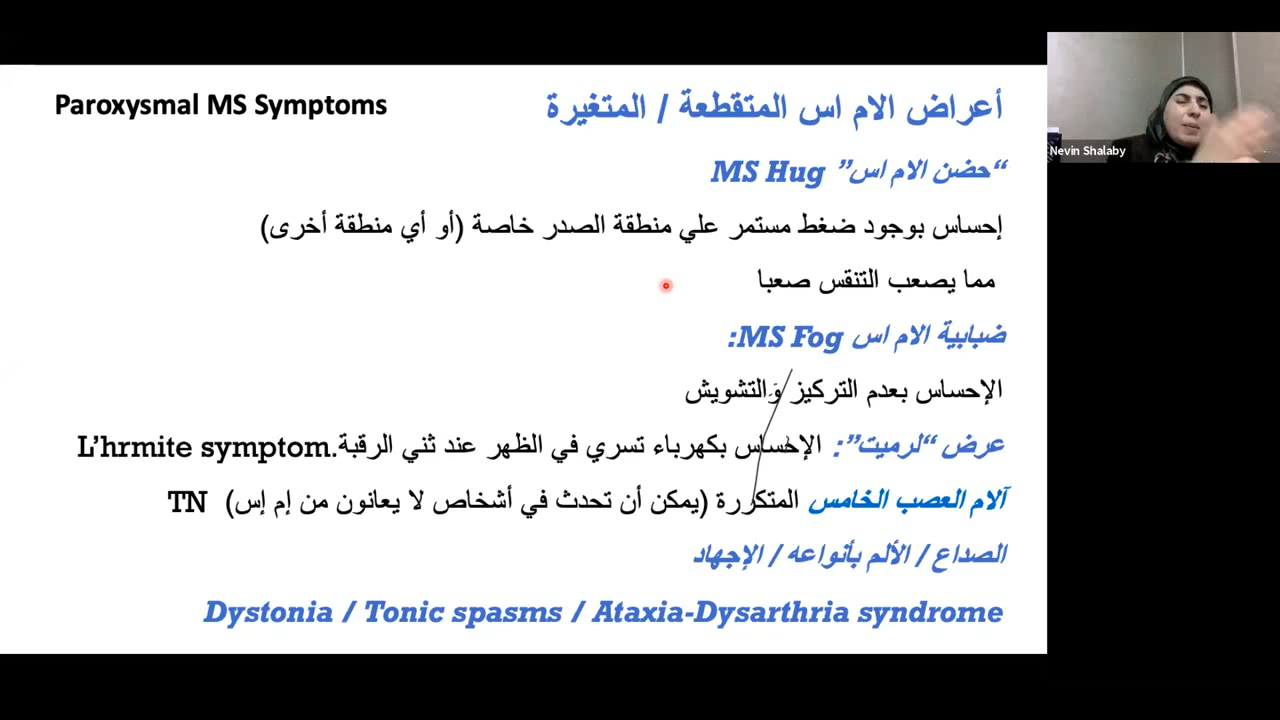 Paroxysmal MS Symptoms
أعراض الام اس المتقطعة / المتغيرة
“حضن الام اس” MS Hug
إحساس بوجود ضغط مستمر علي منطقة الصدر خاصة (أو أي منطقة أخرى)
مما يصعب التنقس صعبا
ضبابية الام اس MS Fog:
الإحساس بعدم التركيز وَالتشويش
عرض “لرميت”: الإحساس بكهرباء تسري في الظهر عند ثني الرقبة.L’hrmite symptom
آلام العصب الخامس المتكررة (يمكن أن تحدث في أشخاص لا يعانون من إم إس) TN
الصداع / الألم بأنواعه / الإجهاد
Dystonia / Tonic spasms / Ataxia-Dysarthria syndrome
Nevin Shalaby